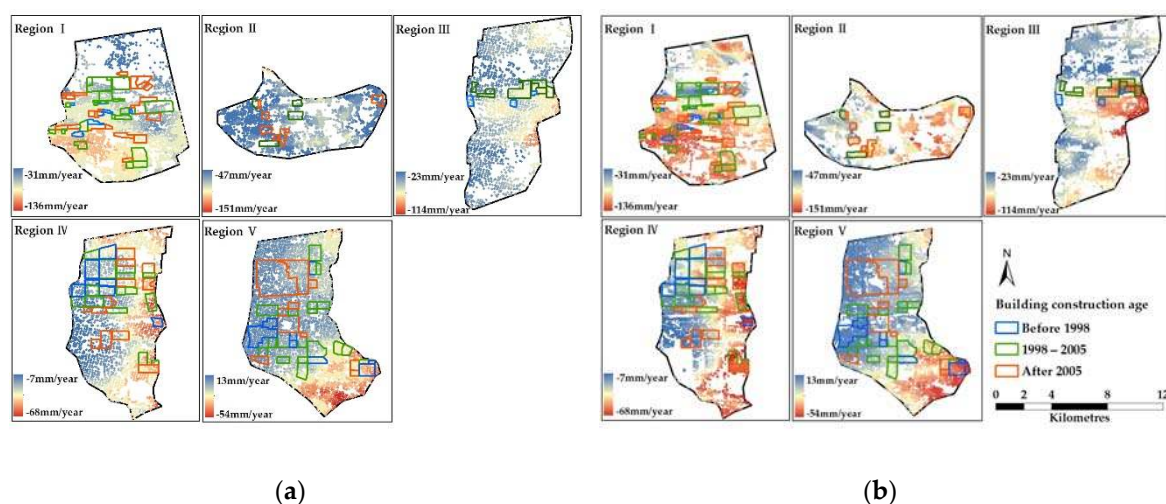 Region I
-31mm/year
-136mm/year
Region II
-47mm/year
-151mm/year
Region III
-23mm/year
-114mm/year
Region IV
-7mm/year
-68mm/year
Region V
13mm/year
-54mm/year
(a)
Region I
-31mm/year
-136mm/year
Region II
-47mm/year
-151mm/year
Region III
-23mm/year
-114mm/year
Region IV
-7mm/year
-68mm/year
Region V
13mm/year
-54mm/year
N
Building construction age
Before 1998
1998 – 2005
After 2005
0 2 4 8 12
Kilometres
(b)